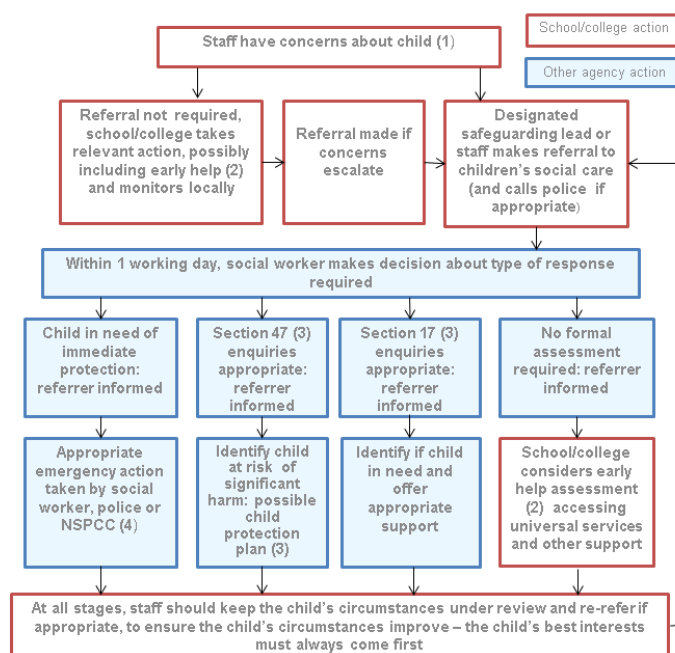 Staff have concerns about child (1)
School/college action
Other agency action
Referral not required,
school/college takes
relevant action, possibly
including early help (2)
and monitors locally
Referral made if
concerns
escalate
Designated
safeguarding lead or
staff makes referral to
children's social care
(and calls police if
appropriate)
Within 1 working day, social worker makes decision about type of response
required
Child in need of
immediate
protection:
referrer informed
Section 47 (3)
enquiries
appropriate:
referrer
informed
Section 17 (3)
enquiries
appropriate:
referrer
informed
No formal
assessment
required: referrer
informed
Appropriate
emergency action
taken by social
worker, police or
NSPCC (4)
Identify child
at risk of
significant
harm: possible
child
protection
plan (3)
Identify if child
in need and
offer
appropriate
support
School/college
considers early
help assessment
(2) accessing
universal services
and other support
At all stages, staff should keep the child's circumstances under review and re-refer if
appropriate, to ensure the child's circumstances improve – the child's best interests
must always come first